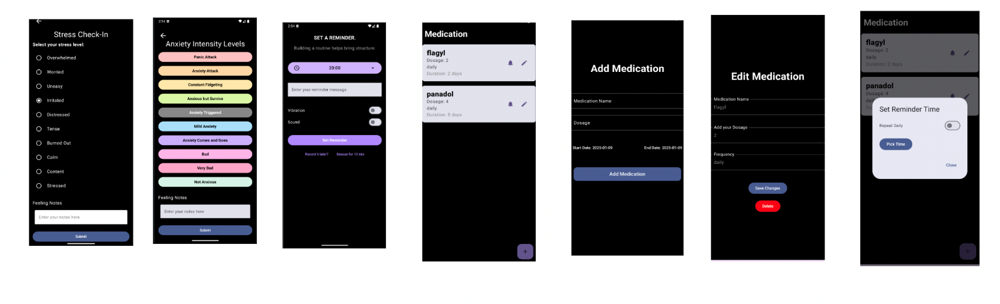 Stress Check-In
Select your stress level:
Overwhelmed
Worried
Uneasy
Irritated
Distressed
Tense
Burned Out
Calm
Content
Stressed
Feeling Notes
Enter your notes here
Submit
2:54
Anxiety Intensity Levels
Panic Attack
Anxiety Attack
Constant Fidgeting
Anxious but Survive
Anxiety Triggered
Mild Anxiety
Anxiety Comes and Goes
Bad
Very Bad
Not Anxious
Feeling Notes
Enter your notes here
Submit
2:54
SET A REMINDER.
Building a routine helps bring structure.
20:00
Enter your reminder message
Vibration
Sound
Set Reminder
Record it later? Snooze for 10 min
Medication
flagyl
Dosage: 2
daily
Duration: 2 days
panadol
Dosage: 4
daily
Duration: 5 days
+
Add Medication
Medication Name
Dosage
Start Date: 2025-01-09 End Date: 2025-01-09
Add Medication
Edit Medication
Medication Name
flagyl
Add your Dosage
2
Frequency
daily
Save Changes
Delete
Medication
flagyl
Dosage: 2
daily
Duration: 2 days
panadol
Dosage: 4
Set Reminder Time
Repeat Daily
Pick Time
Close
+